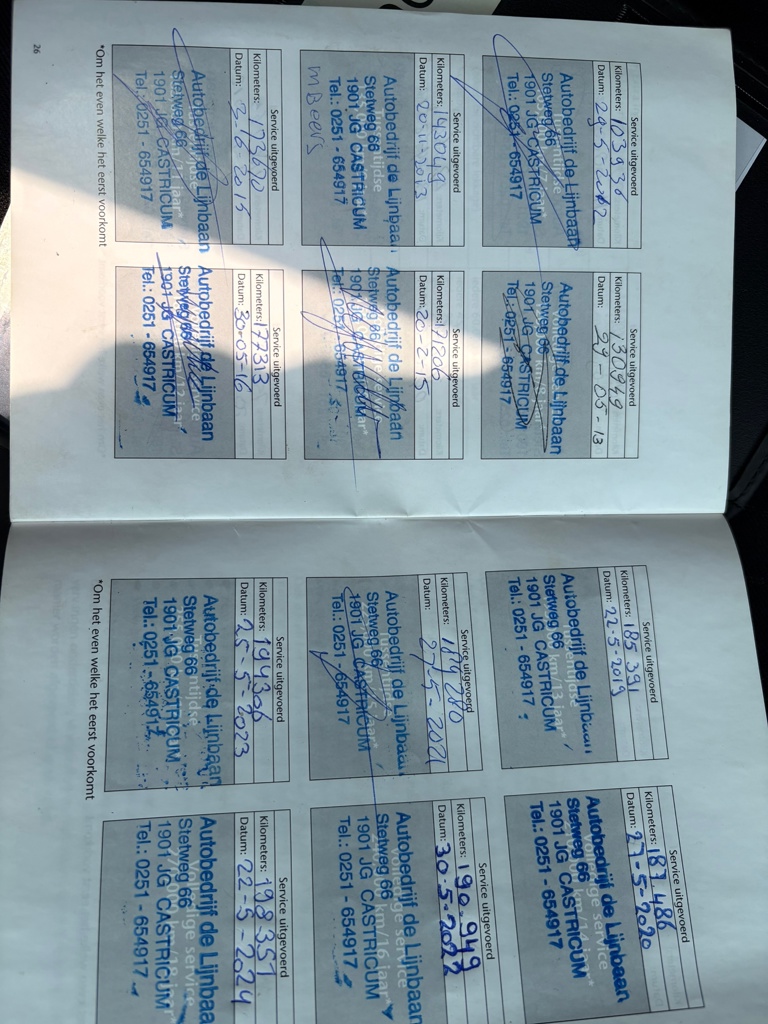 Service uitgevoerd
Kilometers: 103936
Datum: 29-5-2012
Autobedrijf de Lijnbaan
Stetweg 66
1901 JG CASTRICUM
Tel.: 0251 - 654917
Service uitgevoerd
Kilometers: 130949
Datum: 29-05-13
Autobedrijf de Lijnbaan
Stetweg 66
1901 JG CASTRICUM
Tel.: 0251 - 654917
Service uitgevoerd
Kilometers: 143049
Datum: 20-11-2013
Autobedrijf de Lijnbaan
Stetweg 66
1901 JG CASTRICUM
Tel.: 0251 - 654917
M Beers
Service uitgevoerd
Kilometers: 171206
Datum: 20-2-15
Autobedrijf de Lijnbaan
Stetweg 66
1901 JG CASTRICUM
Tel.: 0251 - 654917
Service uitgevoerd
Kilometers: 173620
Datum: 3-6-2015
Autobedrijf de Lijnbaan
Stetweg 66
1901 JG CASTRICUM
Tel.: 0251 - 654917
Service uitgevoerd
Kilometers: 177313
Datum: 30-05-16
Autobedrijf de Lijnbaan
Stetweg 66
1901 JG CASTRICUM
Tel.: 0251 - 654917
*Om het even welke het eerst voorkomt
26
Service uitgevoerd
Kilometers: 185391
Datum: 22-5-2019
Autobedrijf de Lijnbaan
Stetweg 66 km/13 jaar*
1901 JG CASTRICUM
Tel.: 0251 - 654917
Service uitgevoerd
Kilometers: 187.486
Datum: 27-5-2020
Autobedrijf de Lijnbaan
Stetweg 66
1901 JG CASTRICUM
Tel.: 0251 - 654917
Service uitgevoerd
Kilometers: 189280
Datum: 27-5-2021
Autobedrijf de Lijnbaan
Stetweg 66
1901 JG CASTRICUM
Tel.: 0251 - 654917
Service uitgevoerd
Kilometers: 190.949
Datum: 30-5-2022
Autobedrijf de Lijnbaan
Stetweg 66 km/16 jaar*
1901 JG CASTRICUM
Tel.: 0251 - 654917
Service uitgevoerd
Kilometers: 194306
Datum: 25-5-2023
Autobedrijf de Lijnbaan
Stetweg 66
1901 JG CASTRICUM
Tel.: 0251 - 654917
Service uitgevoerd
Kilometers: 198351
Datum: 22-5-2024
Autobedrijf de Lijnbaan
Stetweg 66
1901 JG CASTRICUM
Tel.: 0251 - 654917
*Om het even welke het eerst voorkomt